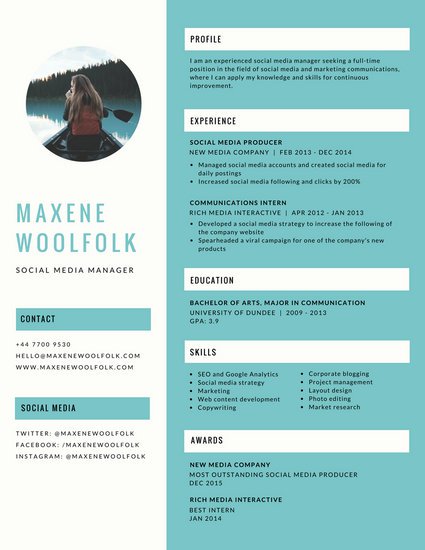 MAXENE
WOOLFOLK
SOCIAL MEDIA MANAGER
CONTACT
+44 7700 9530
HELLO@MAXENEWOOLFOLK.COM
WWW.MAXENEWOOLFOLK.COM
SOCIAL MEDIA
TWITTER: @MAXENEWOOLFOLK
FACEBOOK: /MAXENEWOOLFOLK
INSTAGRAM: @MAXENEWOOLFOLK
PROFILE
I am an experienced social media manager seeking a full-time
position in the field of social media and marketing communications,
where I can apply my knowledge and skills for continuous
improvement.
EXPERIENCE
SOCIAL MEDIA PRODUCER
NEW MEDIA COMPANY | FEB 2013 - DEC 2014
• Managed social media accounts and created social media for
daily postings
• Increased social media following and clicks by 200%
COMMUNICATIONS INTERN
RICH MEDIA INTERACTIVE | APR 2012 - JAN 2013
• Developed a social media strategy to increase the following of
the company website
• Spearheaded a viral campaign for one of the company's new
products
EDUCATION
BACHELOR OF ARTS, MAJOR IN COMMUNICATION
UNIVERSITY OF DUNDEE | 2009 - 2013
GPA: 3.9
SKILLS
• SEO and Google Analytics
• Social media strategy
• Marketing
• Web content development
• Copywriting
• Corporate blogging
• Project management
• Layout design
• Photo editing
• Market research
AWARDS
NEW MEDIA COMPANY
MOST OUTSTANDING SOCIAL MEDIA PRODUCER
DEC 2015
RICH MEDIA INTERACTIVE
BEST INTERN
JAN 2014